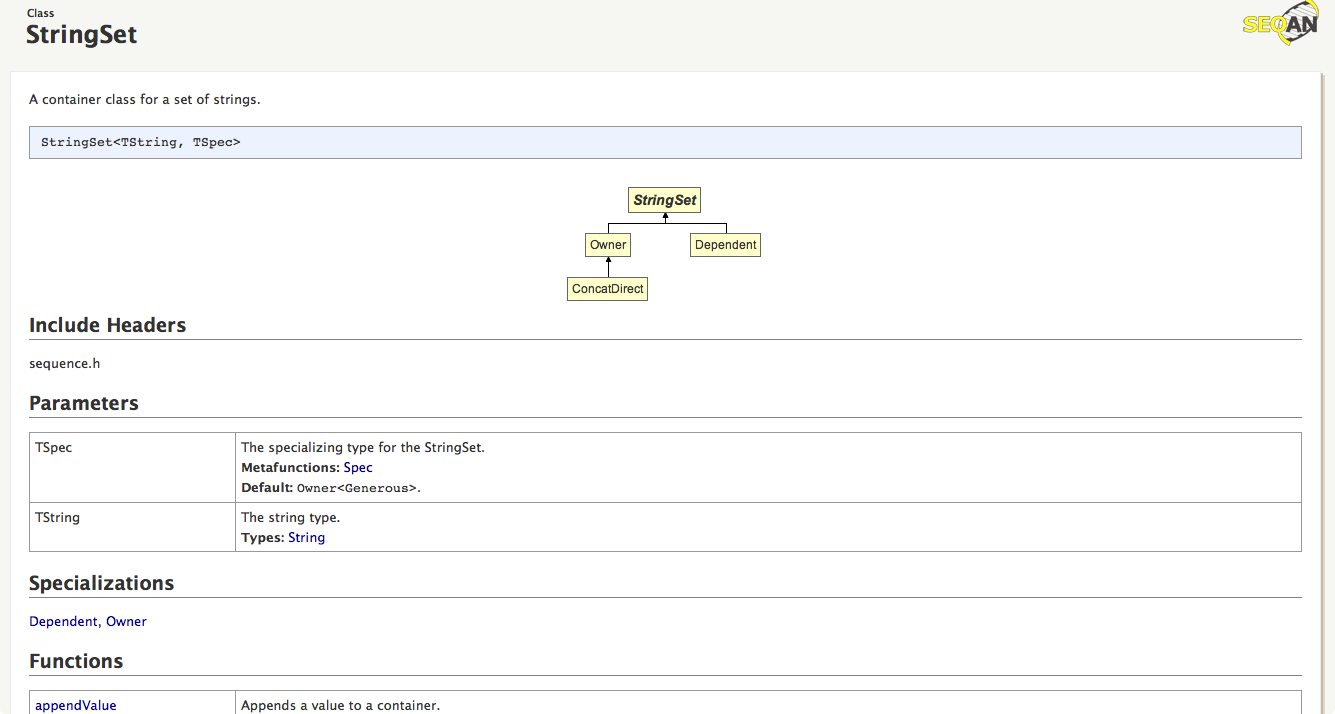 Class
StringSet
SEQAN
A container class for a set of strings.
StringSet<TString, TSpec>
StringSet
Owner Dependent
ConcatDirect
Include Headers
sequence.h
Parameters
TSpec The specializing type for the StringSet.
Metafunctions: Spec
Default: Owner<Generous>.
TString The string type.
Types: String
Specializations
Dependent, Owner
Functions
appendValue Appends a value to a container.